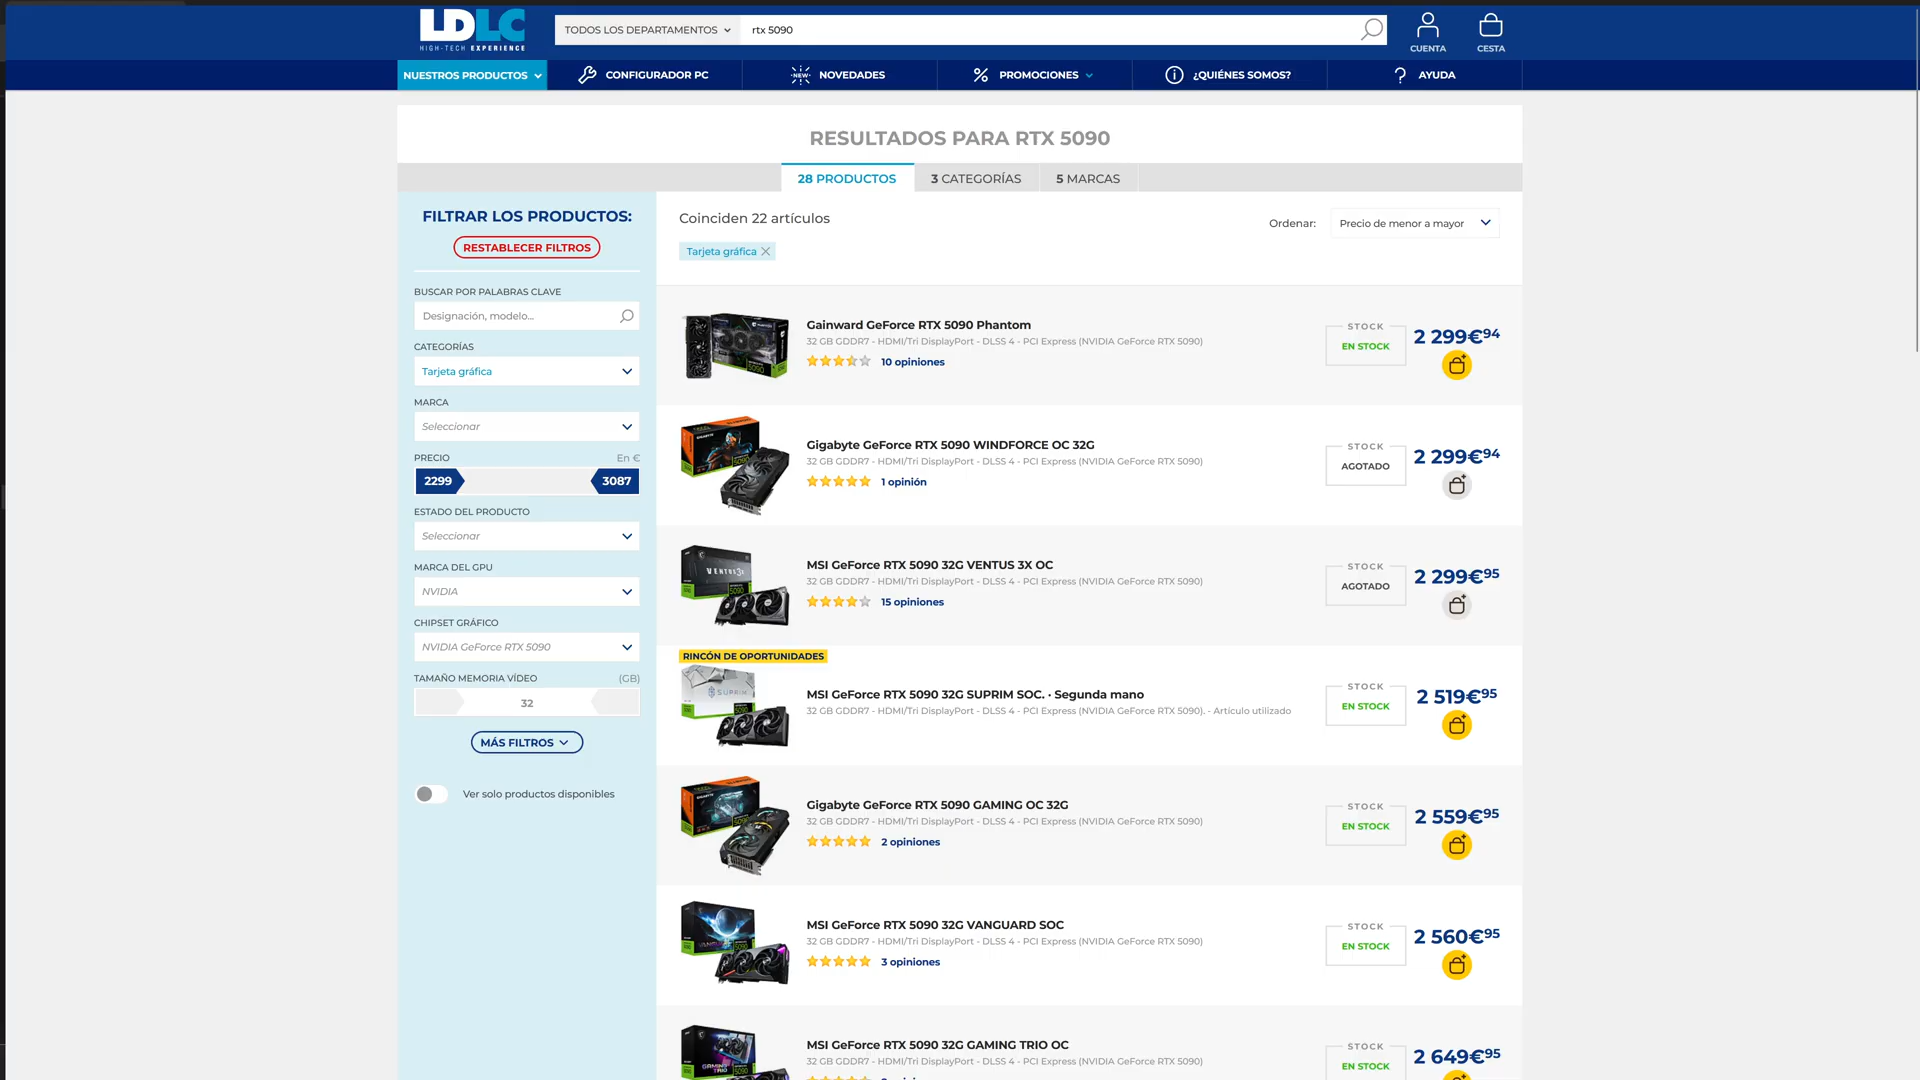 LDLC
HIGH-TECH EXPERIENCE
TODOS LOS DEPARTAMENTOS
rtx 5090
CUENTA
CESTA
NUESTROS PRODUCTOS
CONFIGURADOR PC
NEW
NOVEDADES
PROMOCIONES
¿QUIÉNES SOMOS?
AYUDA
RESULTADOS PARA RTX 5090
28 PRODUCTOS
3 CATEGORÍAS
5 MARCAS
FILTRAR LOS PRODUCTOS:
RESTABLECER FILTROS
BUSCAR POR PALABRAS CLAVE
Designación, modelo...
CATEGORÍAS
Tarjeta gráfica
MARCA
Seleccionar
PRECIO En €
2299 3087
ESTADO DEL PRODUCTO
Seleccionar
MARCA DEL GPU
NVIDIA
CHIPSET GRÁFICO
NVIDIA GeForce RTX 5090
TAMAÑO MEMORIA VÍDEO (GB)
32
MÁS FILTROS
Ver solo productos disponibles
Coinciden 22 artículos
Ordenar: Precio de menor a mayor
Tarjeta gráfica
Gainward GeForce RTX 5090 Phantom
32 GB GDDR7 - HDMI/Tri DisplayPort - DLSS 4 - PCI Express (NVIDIA GeForce RTX 5090)
10 opiniones
STOCK
EN STOCK
2 299€94
Gigabyte GeForce RTX 5090 WINDFORCE OC 32G
32 GB GDDR7 - HDMI/Tri DisplayPort - DLSS 4 - PCI Express (NVIDIA GeForce RTX 5090)
1 opinión
STOCK
AGOTADO
2 299€94
VENTUS 3X
5090
MSI GeForce RTX 5090 32G VENTUS 3X OC
32 GB GDDR7 - HDMI/Tri DisplayPort - DLSS 4 - PCI Express (NVIDIA GeForce RTX 5090)
15 opiniones
STOCK
AGOTADO
2 299€95
RINCÓN DE OPORTUNIDADES
SUPRIM
MSI GeForce RTX 5090 32G SUPRIM SOC. · Segunda mano
32 GB GDDR7 - HDMI/Tri DisplayPort - DLSS 4 - PCI Express (NVIDIA GeForce RTX 5090). - Artículo utilizado
STOCK
EN STOCK
2 519€95
Gigabyte GeForce RTX 5090 GAMING OC 32G
32 GB GDDR7 - HDMI/Tri DisplayPort - DLSS 4 - PCI Express (NVIDIA GeForce RTX 5090)
2 opiniones
STOCK
EN STOCK
2 559€95
MSI GeForce RTX 5090 32G VANGUARD SOC
32 GB GDDR7 - HDMI/Tri DisplayPort - DLSS 4 - PCI Express (NVIDIA GeForce RTX 5090)
3 opiniones
STOCK
EN STOCK
2 560€95
GAMING TRIO
5090
MSI GeForce RTX 5090 32G GAMING TRIO OC
32 GB GDDR7 - HDMI/Tri DisplayPort - DLSS 4 - PCI Express (NVIDIA GeForce RTX 5090)
STOCK
EN STOCK
2 649€95